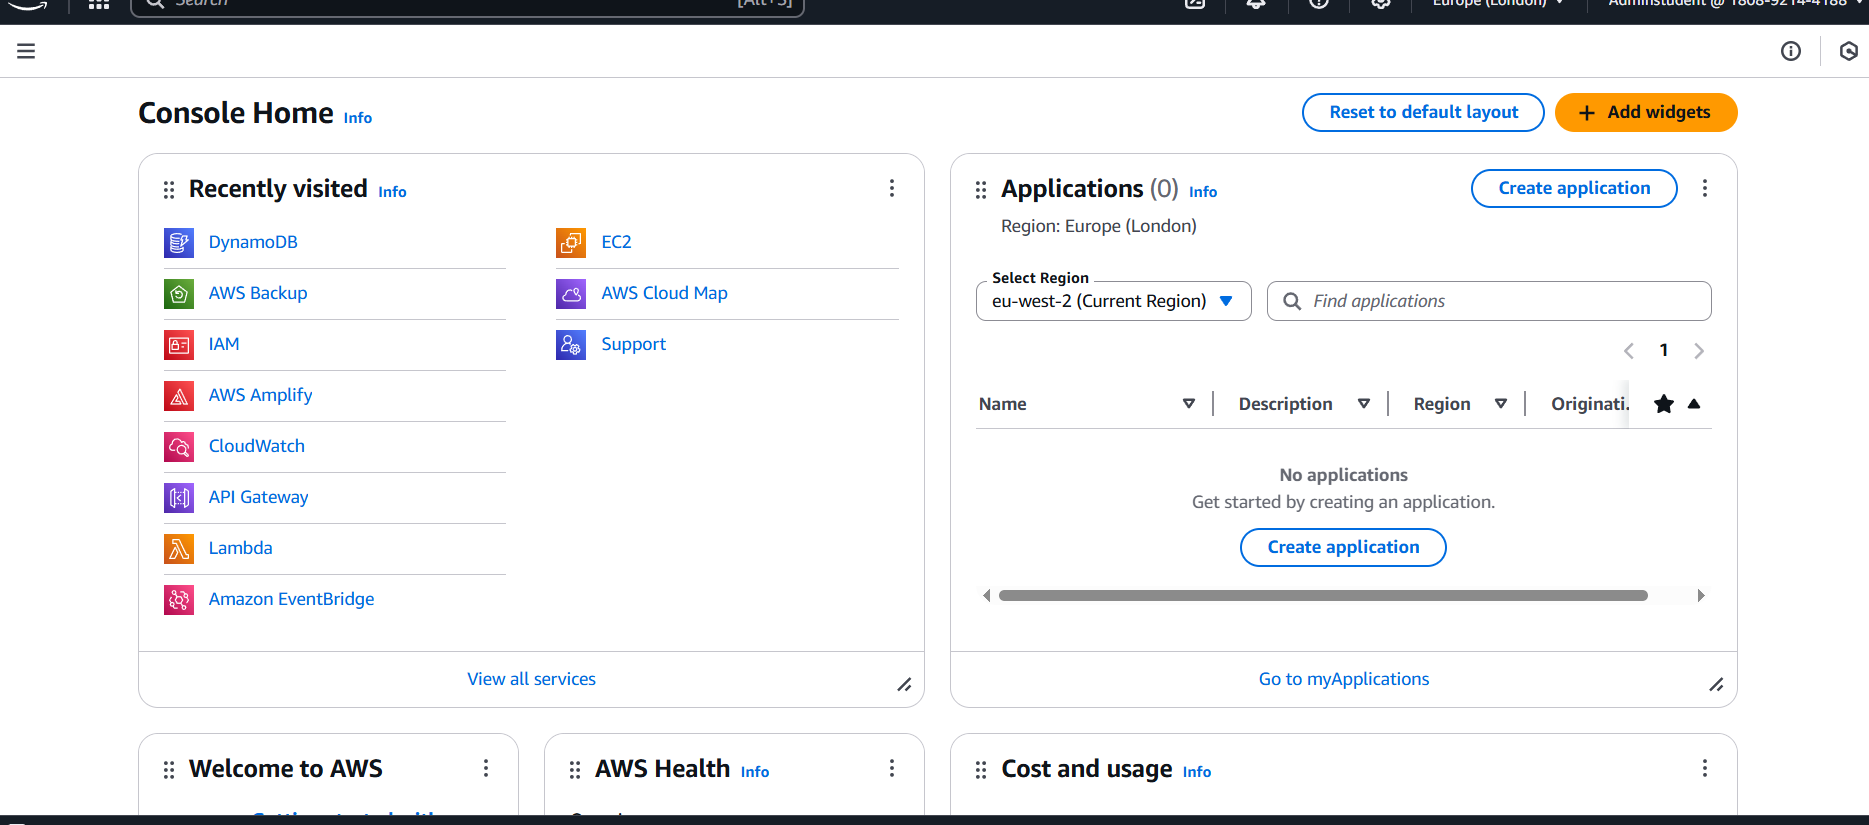 Search [Alt+S] Europe (London)
Console Home Info
Reset to default layout
+ Add widgets
Recently visited Info
DynamoDB
AWS Backup
IAM
AWS Amplify
CloudWatch
API Gateway
Lambda
Amazon EventBridge
EC2
AWS Cloud Map
Support
View all services
Applications (0) Info
Create application
Region: Europe (London)
Select Region
eu-west-2 (Current Region)
Find applications
1
Name Description Region Originati.
No applications
Get started by creating an application.
Create application
Go to myApplications
Welcome to AWS
AWS Health Info
Cost and usage Info